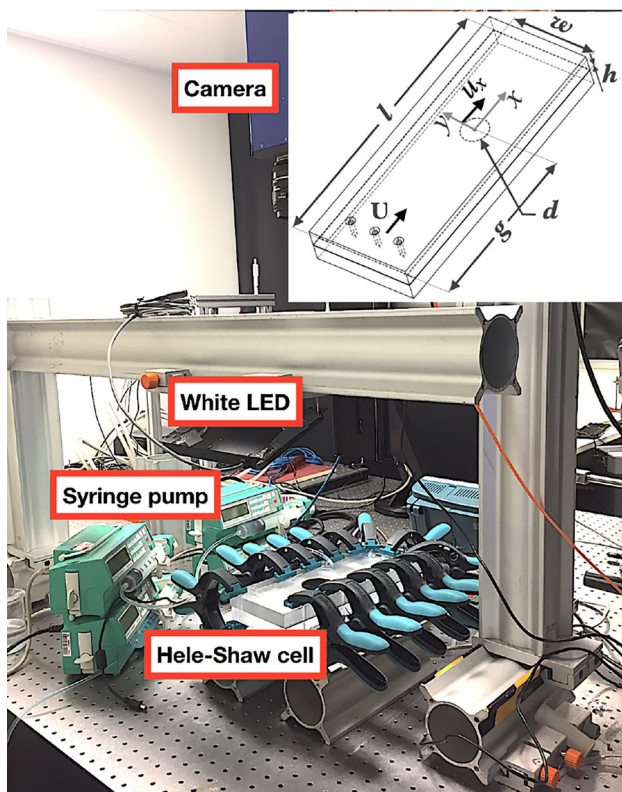 Camera
w
h
l
u_x
x
y
U
d
g
White LED
Syringe pump
Hele-Shaw cell